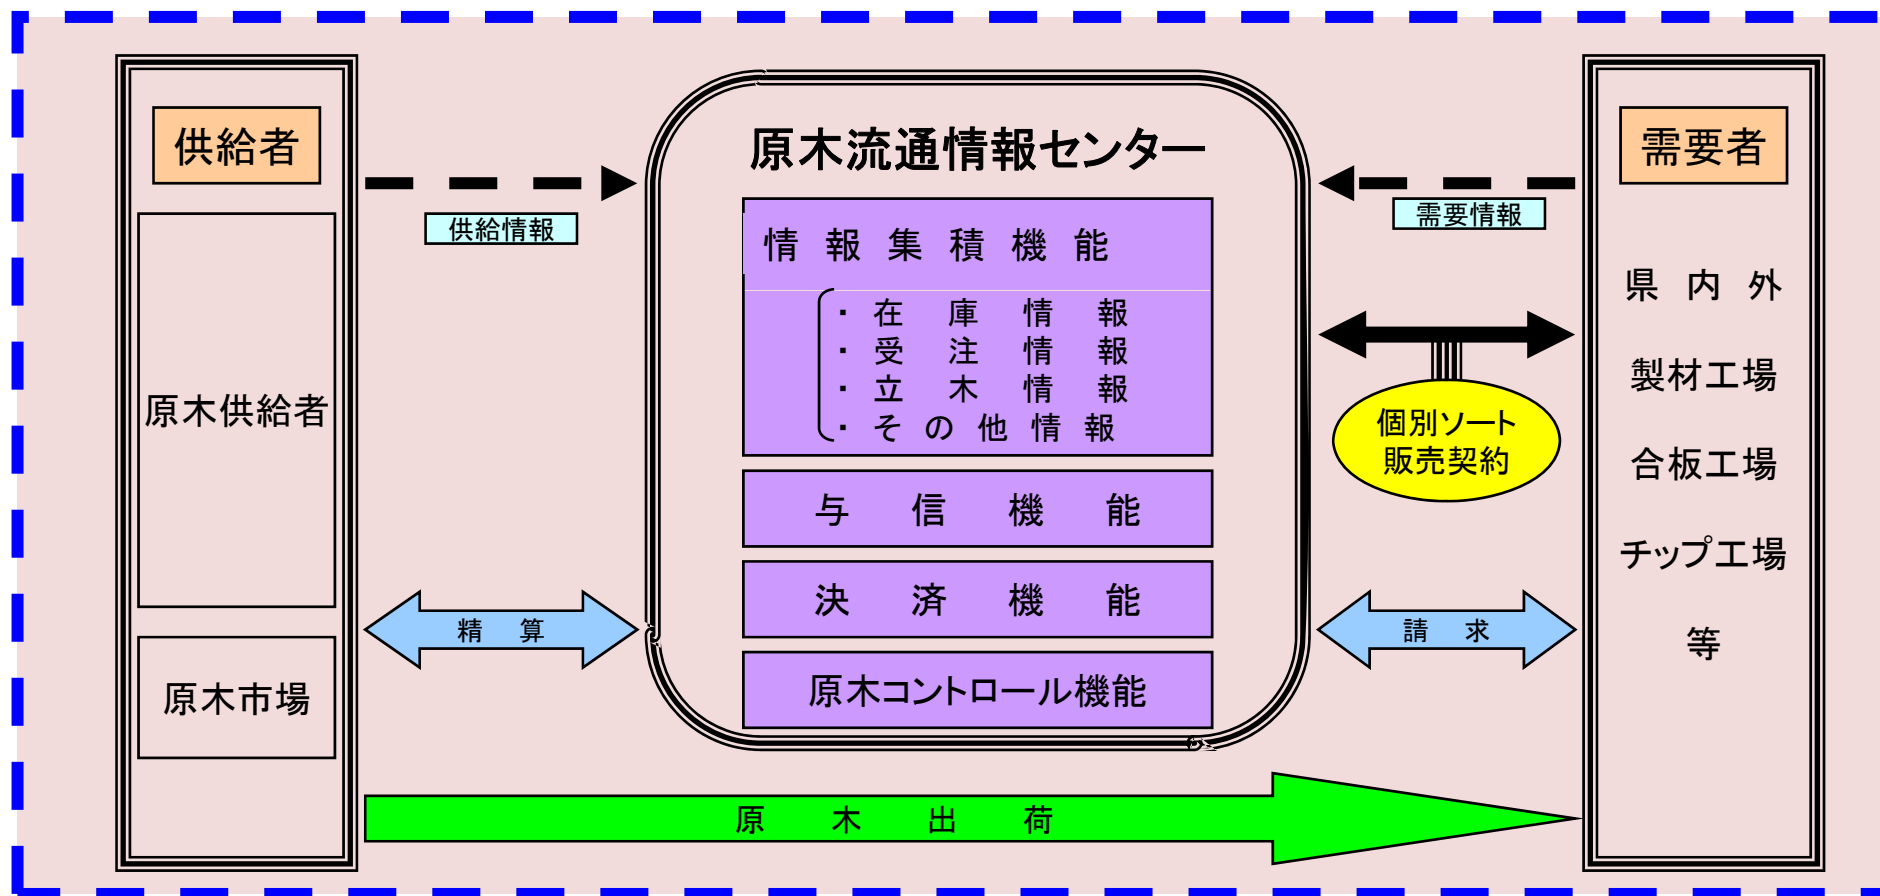 供給者
原木供給者
原木市場
供給情報
精算
原木流通情報センター
情報集積機能
・在庫情報
・受注情報
・立木情報
・その他情報
与信機能
決済機能
原木コントロール機能
需要情報
個別ソート
販売契約
請求
需要者
県内外
製材工場
合板工場
チップ工場
等
原木出荷